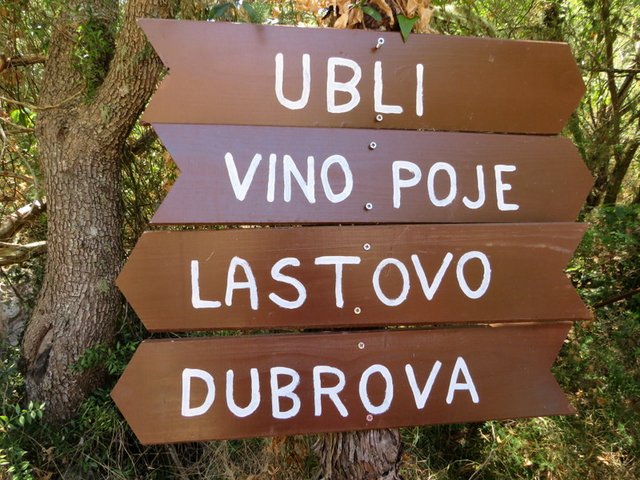 UBLI
VINO POJE
LASTOVO
DUBROVA